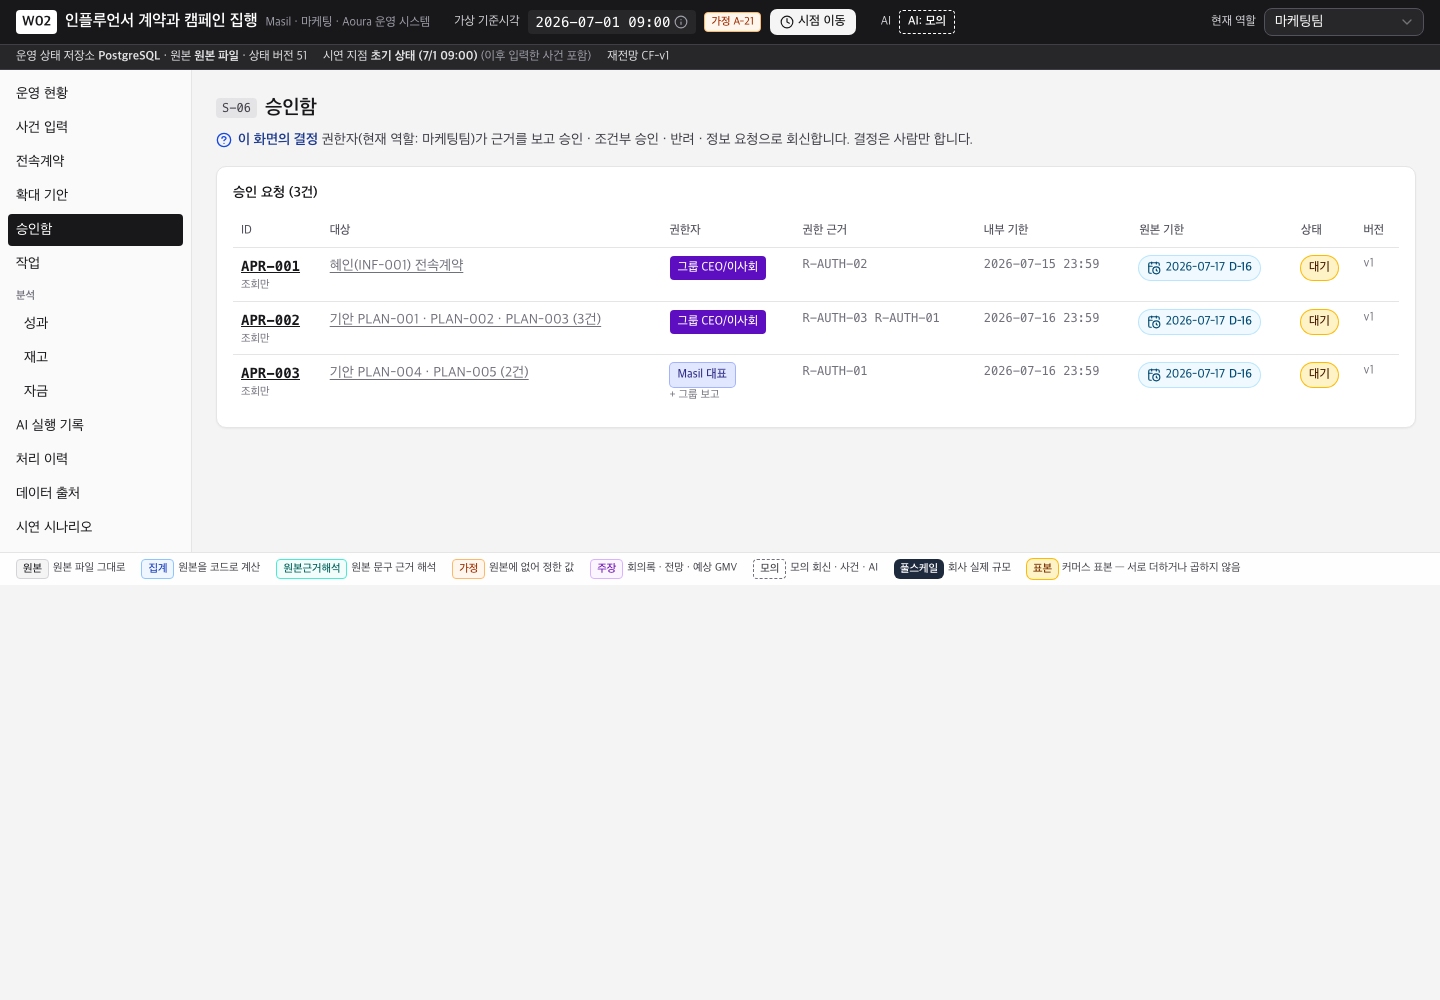 W02 인플루언서 계약과 캠페인 집행 Masil · 마케팅 · Aoura 운영 시스템 가상 기준시각 2026-07-01 09:00 가정 A-21 시점 이동 AI AI: 모의 현재 역할 마케팅팀
운영 상태 저장소 PostgreSQL · 원본 원본 파일 · 상태 버전 51 시연 지점 초기 상태 (7/1 09:00) (이후 입력한 사건 포함) 재전망 CF-v1
운영 현황
사건 입력
전속계약
확대 기안
승인함
작업
분석
성과
재고
자금
AI 실행 기록
처리 이력
데이터 출처
시연 시나리오
S-06 승인함
이 화면의 결정 권한자(현재 역할: 마케팅팀)가 근거를 보고 승인 · 조건부 승인 · 반려 · 정보 요청으로 회신합니다. 결정은 사람만 합니다.
승인 요청 (3건)
ID 대상 권한자 권한 근거 내부 기한 원본 기한 상태 버전
APR-001 혜인(INF-001) 전속계약 그룹 CEO/이사회 R-AUTH-02 2026-07-15 23:59 2026-07-17 D-16 대기 v1
조회만
APR-002 기안 PLAN-001 · PLAN-002 · PLAN-003 (3건) 그룹 CEO/이사회 R-AUTH-03 R-AUTH-01 2026-07-16 23:59 2026-07-17 D-16 대기 v1
조회만
APR-003 기안 PLAN-004 · PLAN-005 (2건) Masil 대표 R-AUTH-01 2026-07-16 23:59 2026-07-17 D-16 대기 v1
조회만 + 그룹 보고
원본 원본 파일 그대로 집계 원본을 코드로 계산 원본근거해석 원본 문구 근거 해석 가정 원본에 없어 정한 값 주장 회의록 · 전망 · 예상 GMV 모의 모의 회신 · 사건 · AI 풀스케일 회사 실제 규모 표본 커머스 표본 — 서로 더하거나 곱하지 않음